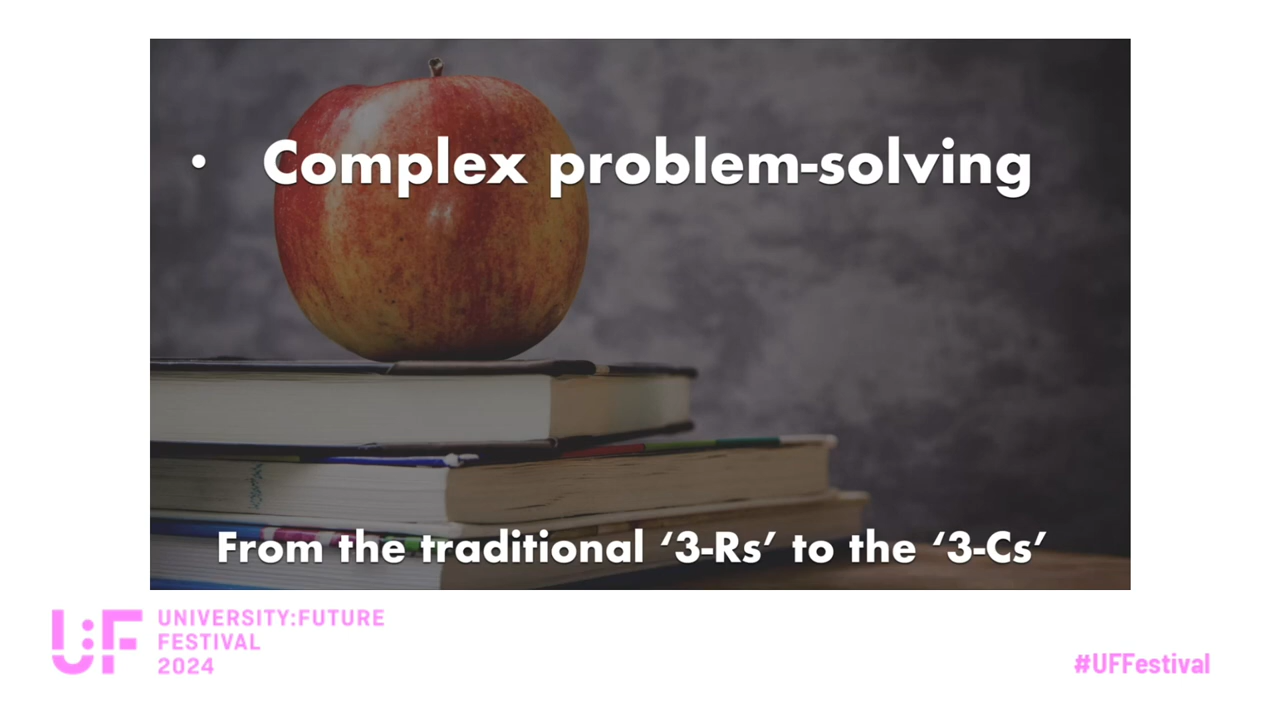 • Complex problem-solving
From the traditional ‘3-Rs’ to the ‘3-Cs’
U:F
UNIVERSITY:FUTURE
FESTIVAL
2024
#UFFestival